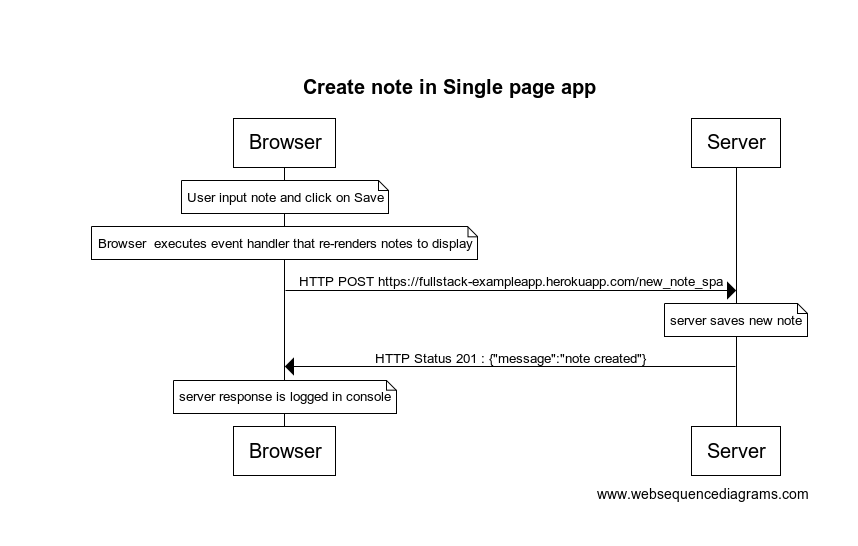 Create note in Single page app
Browser
Server
User input note and click on Save
Browser  executes event handler that re-renders notes to display
HTTP POST https://fullstack-exampleapp.herokuapp.com/new_note_spa
server saves new note
HTTP Status 201 : {"message":"note created"}
server response is logged in console
Browser
Server
www.websequencediagrams.com